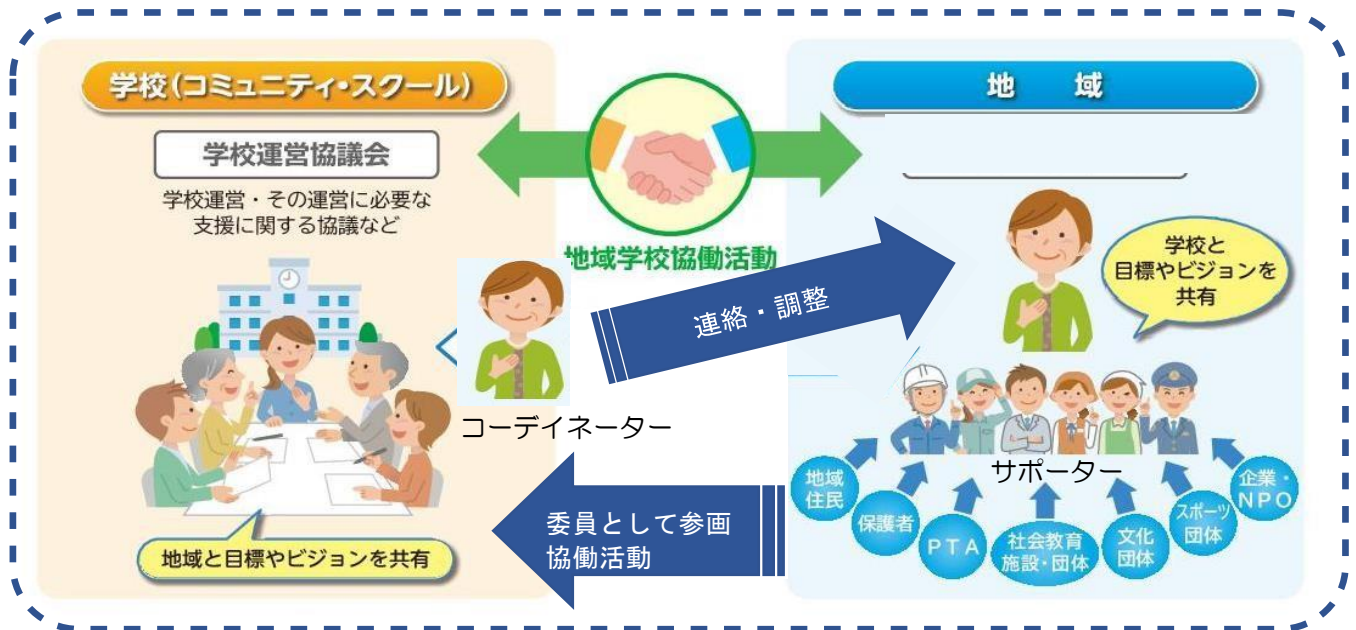 学校(コミュニティ・スクール)
学校運営協議会
学校運営・その運営に必要な
支援に関する協議など
地域と目標やビジョンを共有
地域学校協働活動
コーデイネーター
連絡・調整
委員として参画
協働活動
地 域
学校と
目標やビジョンを
共有
サポーター
地域
住民
保護者
PTA
社会教育
施設・団体
文化
団体
スポーツ
団体
企業・
NPO